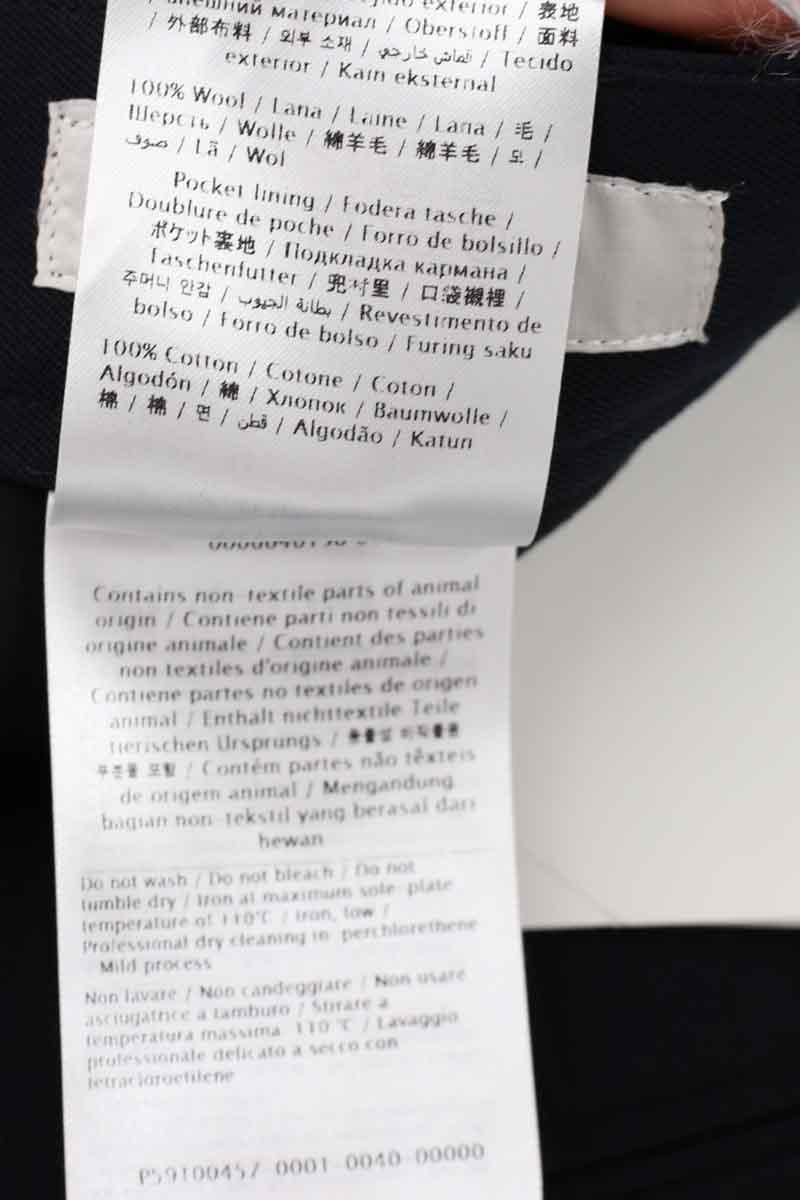 exterior / 表地
материал / Oberstoff / 面料
/ 外部布料 / 외부 소재 / قماش خارجي / Tecido
exterior / Kain eksternal
100% Wool / Lana / Laine / Lana / 毛 /
Шерсть / Wolle / 綿羊毛 / 綿羊毛 / 모 /
صوف / Lã / Wol
Pocket lining / Fodera tasche /
Doublure de poche / Forro de bolsillo /
ポケット裏地 / Подкладка кармана /
Taschenfutter / 兜衬里 / 口袋襯裡 /
주머니 안감 / بطانة الجيوب / Revestimento de
bolso / Forro de bolso / Furing saku
100% Cotton / Cotone / Coton /
Algodón / 綿 / Хлопок / Baumwolle /
棉 / 棉 / 면 / قطن / Algodão / Katun
Contains non-textile parts of animal
origin / Contiene parti non tessili di
origine animale / Contient des parties
non textiles d'origine animale /
Contiene partes no textiles de origen
animal / Enthält nichttextile Teile
tierischen Ursprungs /
/ Contém partes não têxteis
de origem animal / Mengandung
bagian non-tekstil yang berasal dari
hewan
Do not wash / Do not bleach / Do not
tumble dry / Iron at maximum sole-plate
temperature of 110°C / Iron, low /
Professional dry cleaning in perchlorethene
Mild process
Non lavare / Non candeggiare / Non usare
asciugatrice a tamburo / Stirare a
temperatura massima 110 °C / Lavaggio
professionale delicato a secco con
tetracloroetilene
P59100457 0001 0040 00000